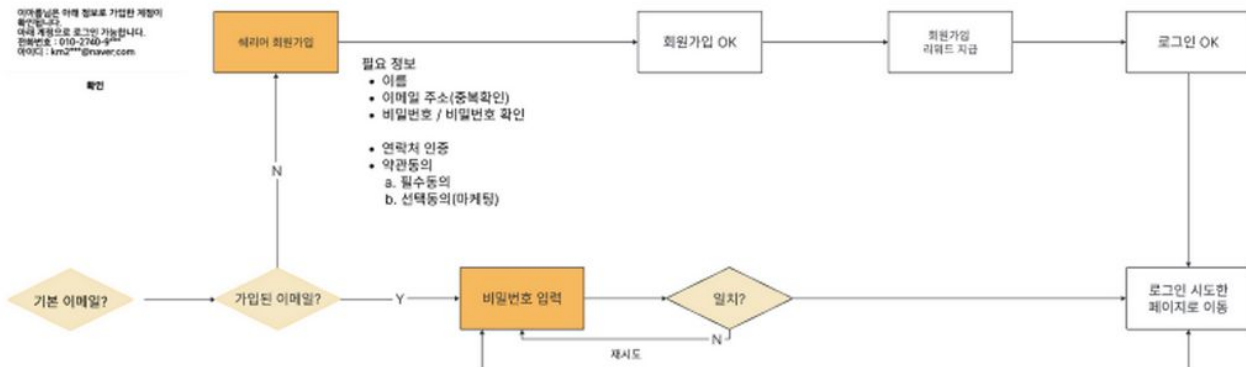 이아름님은 아래 정보로 가입한 계정이
확인됩니다.
아래 계정으로 로그인 가능합니다.
전화번호 : 010-2740-9***
아이디 : km2***@naver.com
확인
쉐리어 회원가입
회원가입 OK
회원가입
리워드 지급
로그인 OK
필요 정보
• 이름
• 이메일 주소(중복확인)
• 비밀번호 / 비밀번호 확인
• 연락처 인증
• 약관동의
a. 필수동의
b. 선택동의(마케팅)
N
기본 이메일?
가입된 이메일?
Y
비밀번호 입력
일치?
로그인 시도한
페이지로 이동
N
재시도